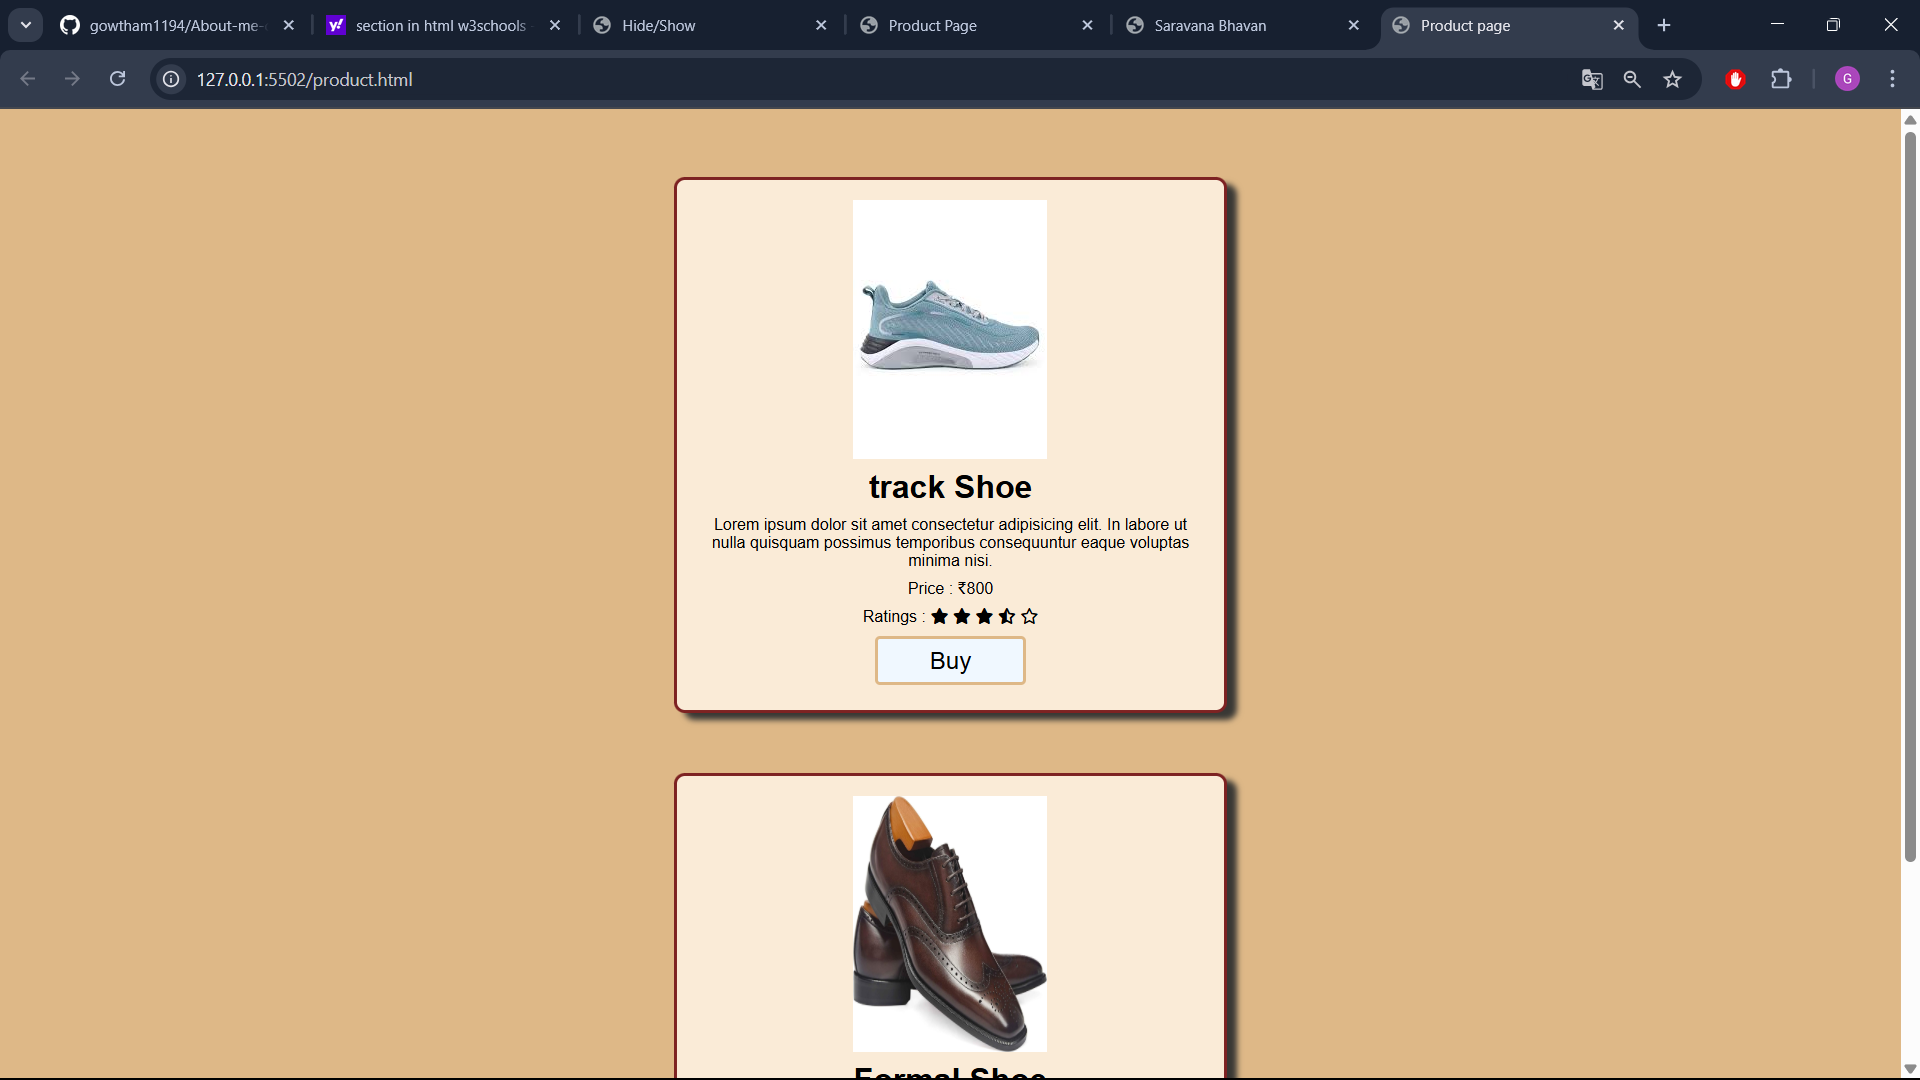 gowtham1194/About-me-
section in html w3schools
Hide/Show
Product Page
Saravana Bhavan
Product page
127.0.0.1:5502/product.html
G
track Shoe
Lorem ipsum dolor sit amet consectetur adipisicing elit. In labore ut
nulla quisquam possimus temporibus consequuntur eaque voluptas
minima nisi.
Price : ₹800
Ratings :
Buy
Formal Shoe